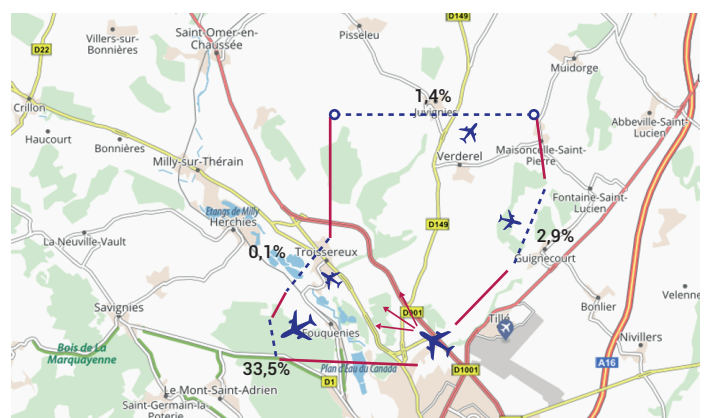 D149
Villers-sur-
Bonnières
Saint-Omer-en-
Chaussée
Pisseleu
D22
Muidorge
Crillon
1,4%
Juvignies
Abbeville-Saint-
Lucien
Haucourt
Bonnières
Maisoncelle-Saint-
Pierre
Milly-sur-Thérain
Verderel
Fontaine-Saint-
Lucien
Etangs de Milly
Herchies
D149
La Neuville-Vault
2,9%
0,1%
Troissereux
Guignecourt
Velenne
Savignies
D901
Bonlier
Tillé
Fouquenies
Nivillers
Bois de La
Marquayenne
A16
33,5%
Plan d'Eau du Canada
D1
D1001
Le Mont-Saint-Adrien
Saint-Germain-la-
Poterie